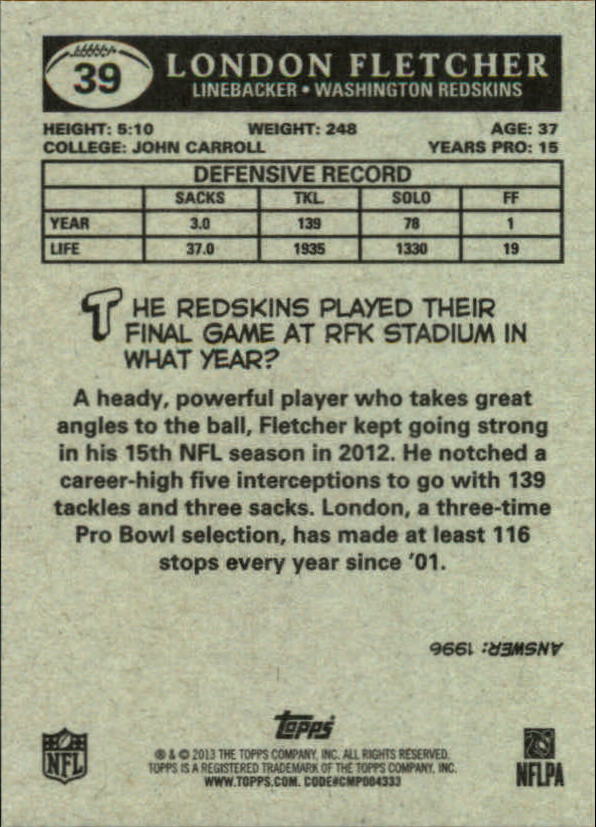 39
LONDON FLETCHER
LINEBACKER • WASHINGTON REDSKINS
HEIGHT: 5:10 WEIGHT: 248 AGE: 37
COLLEGE: JOHN CARROLL YEARS PRO: 15
DEFENSIVE RECORD
SACKS TKL. SOLO FF
YEAR 3.0 139 78 1
LIFE 37.0 1935 1330 19
THE REDSKINS PLAYED THEIR
FINAL GAME AT RFK STADIUM IN
WHAT YEAR?
A heady, powerful player who takes great
angles to the ball, Fletcher kept going strong
in his 15th NFL season in 2012. He notched a
career-high five interceptions to go with 139
tackles and three sacks. London, a three-time
Pro Bowl selection, has made at least 116
stops every year since '01.
ANSWER: 1996
Topps
® & © 2013 THE TOPPS COMPANY, INC. ALL RIGHTS RESERVED.
TOPPS IS A REGISTERED TRADEMARK OF THE TOPPS COMPANY, INC.
WWW.TOPPS.COM. CODE#CMP004333
NFL
NFLPA